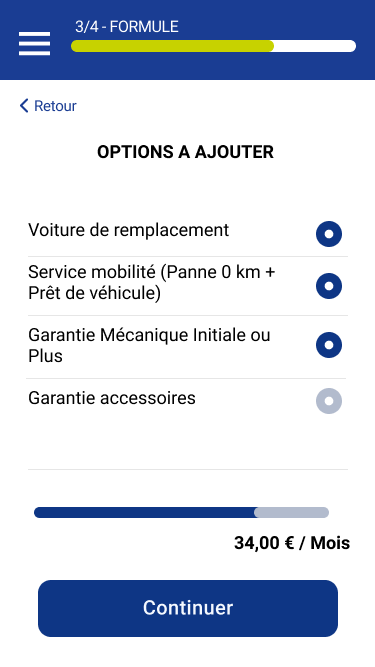 3/4 - FORMULE
Retour
OPTIONS A AJOUTER
Voiture de remplacement
Service mobilité (Panne 0 km +
Prêt de véhicule)
Garantie Mécanique Initiale ou
Plus
Garantie accessoires
34,00 € / Mois
Continuer